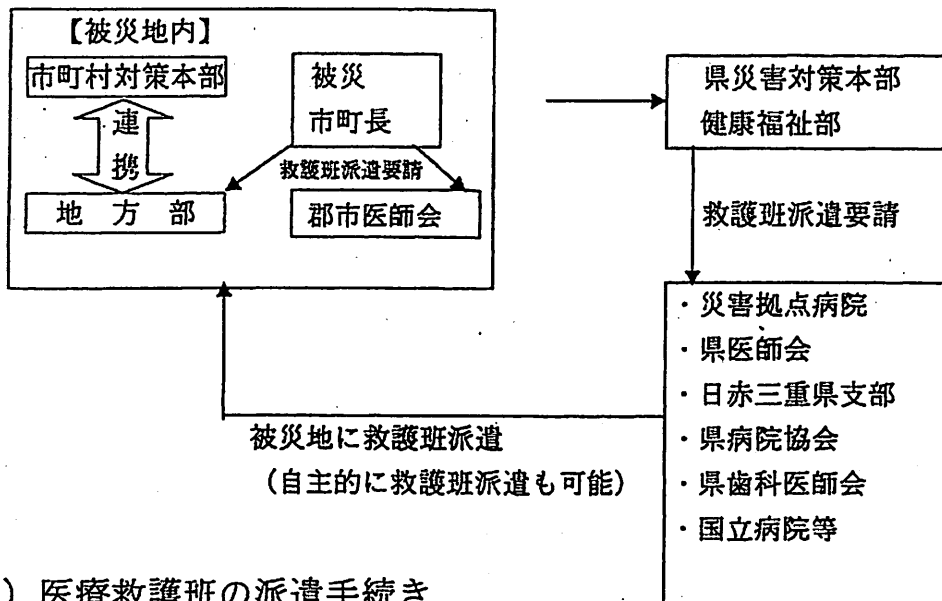 【被災地内】
市町村対策本部
連
携
地 方 部
被災
市町長
救護班派遣要請
郡市医師会
県災害対策本部
健康福祉部
救護班派遣要請
・災害拠点病院
・県医師会
・日赤三重県支部
・県病院協会
・県歯科医師会
・国立病院等
被災地に救護班派遣
（自主的に救護班派遣も可能）
）医療救護班の派遣手続き